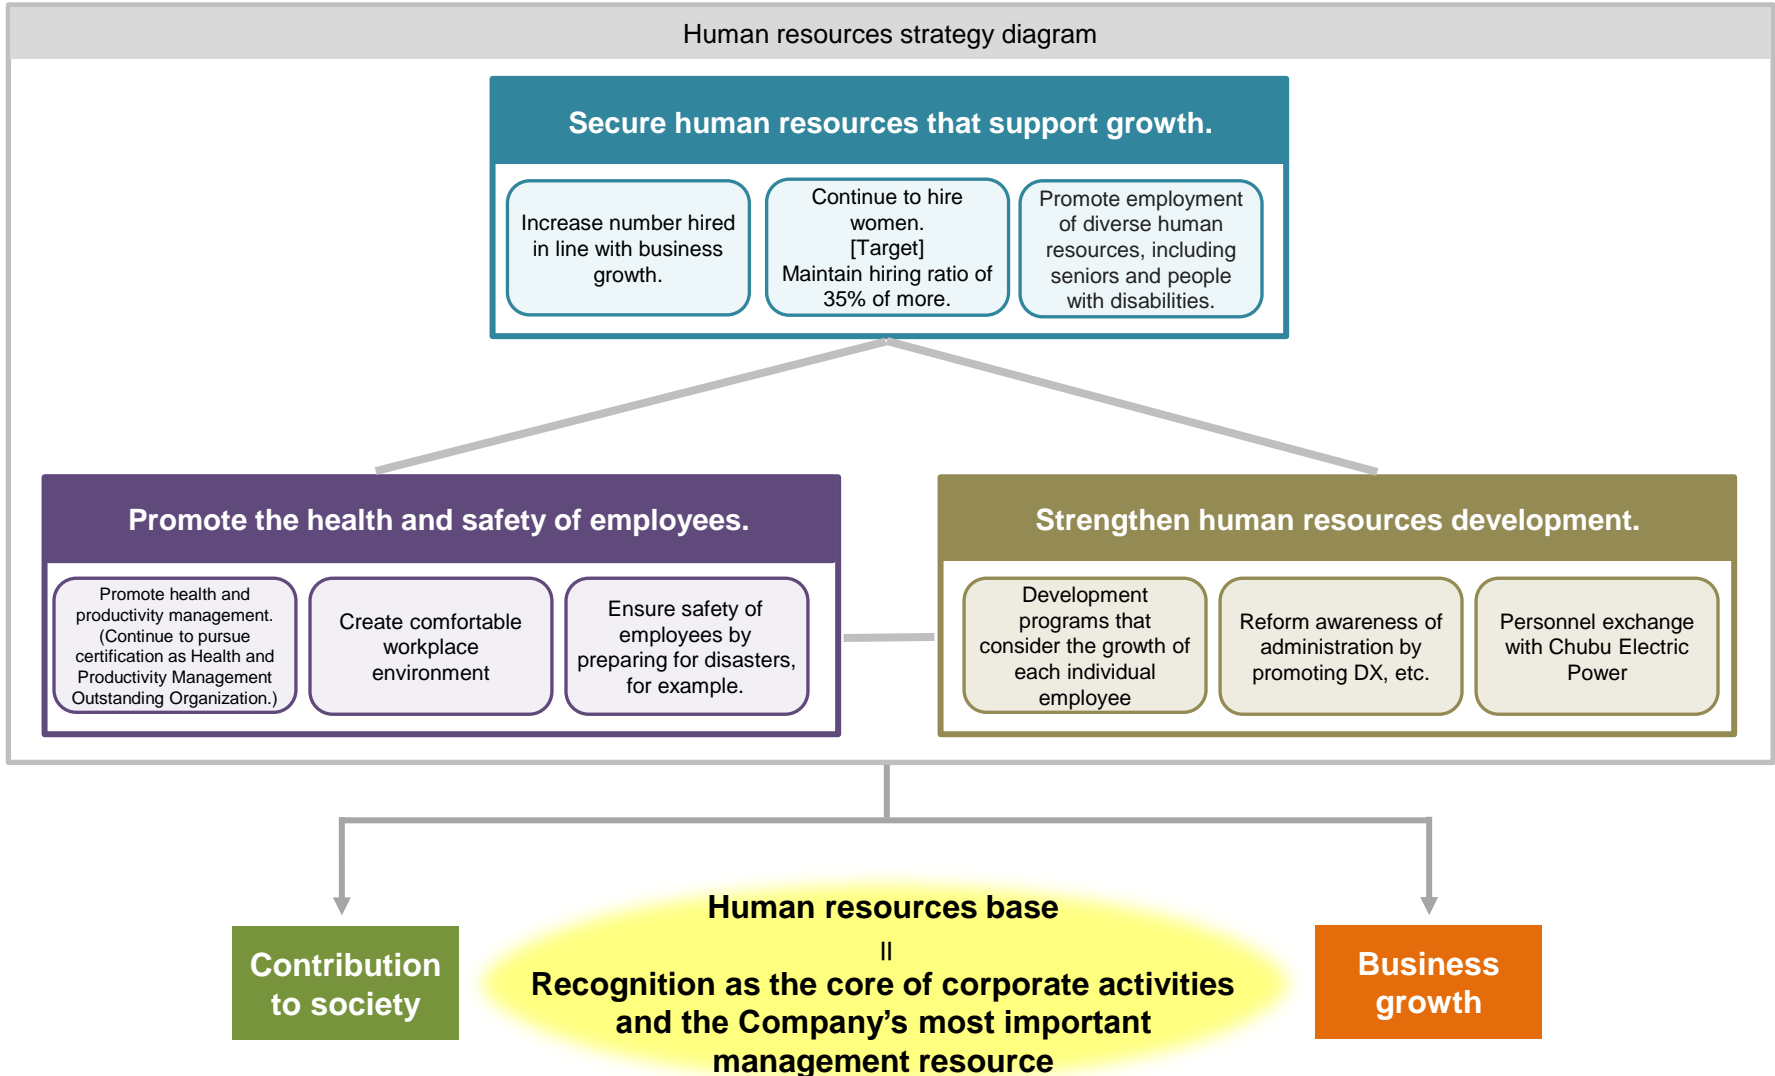 Human resources strategy diagram
Secure human resources that support growth.
Increase number hired
in line with business
growth.
Continue to hire
women.
[Target]
Maintain hiring ratio of
35% of more.
Promote employment
of diverse human
resources, including
seniors and people
with disabilities.
Promote the health and safety of employees.
Promote health and
productivity management.
(Continue to pursue
certification as Health and
Productivity Management
Outstanding Organization.)
Create comfortable
workplace
environment
Ensure safety of
employees by
preparing for disasters,
for example.
Strengthen human resources development.
Development
programs that
consider the growth of
each individual
employee
Reform awareness of
administration by
promoting DX, etc.
Personnel exchange
with Chubu Electric
Power
Contribution
to society
Human resources base
=
Recognition as the core of corporate activities
and the Company’s most important
management resource
Business
growth